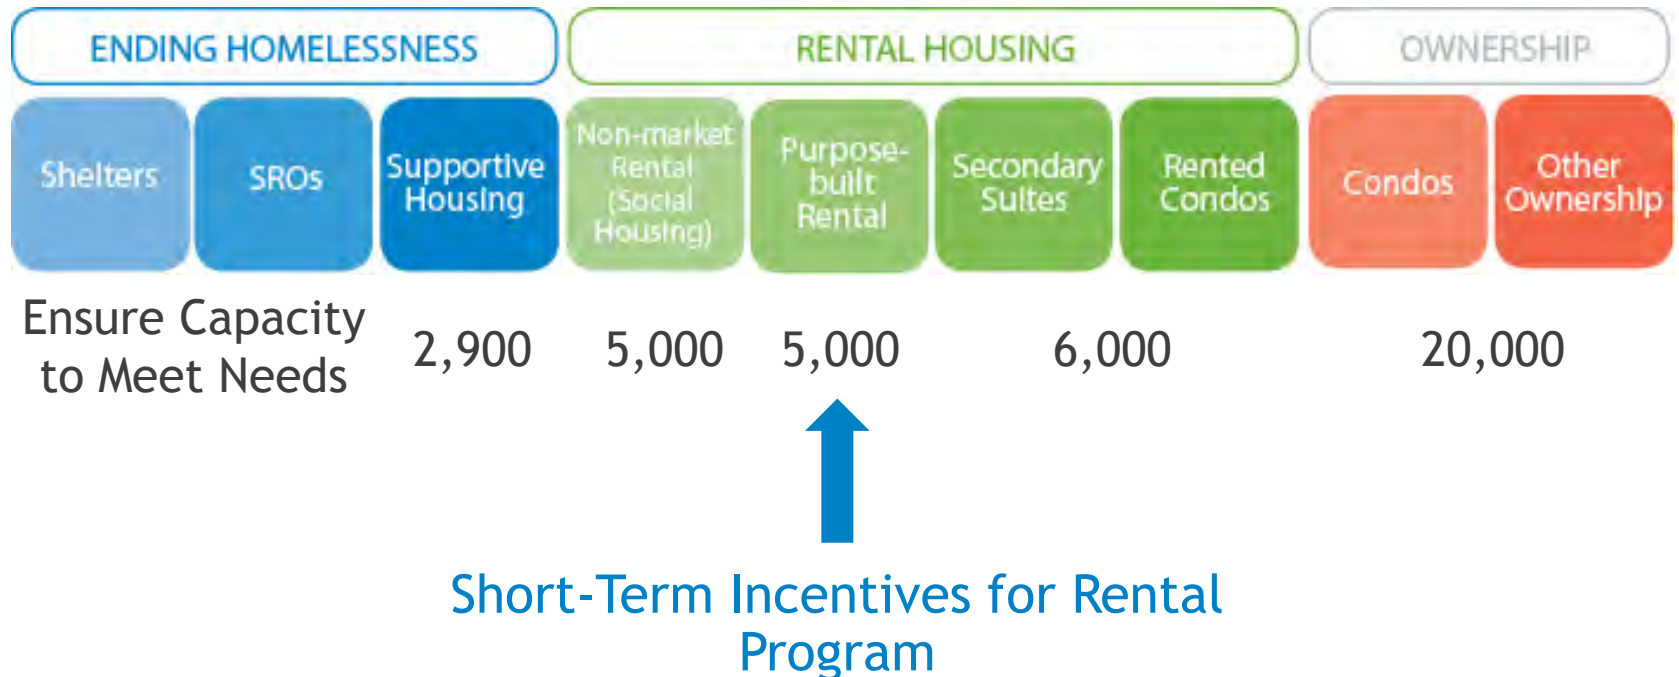 ENDING HOMELESSNESS
RENTAL HOUSING
OWNERSHIP
Shelters
SROs
Supportive
Housing
Non-market
Rental
(Social
Housing)
Purpose-
built
Rental
Secondary
Suites
Rented
Condos
Condos
Other
Ownership
Ensure Capacity
to Meet Needs
2,900
5,000
5,000
6,000
20,000
Short-Term Incentives for Rental
Program